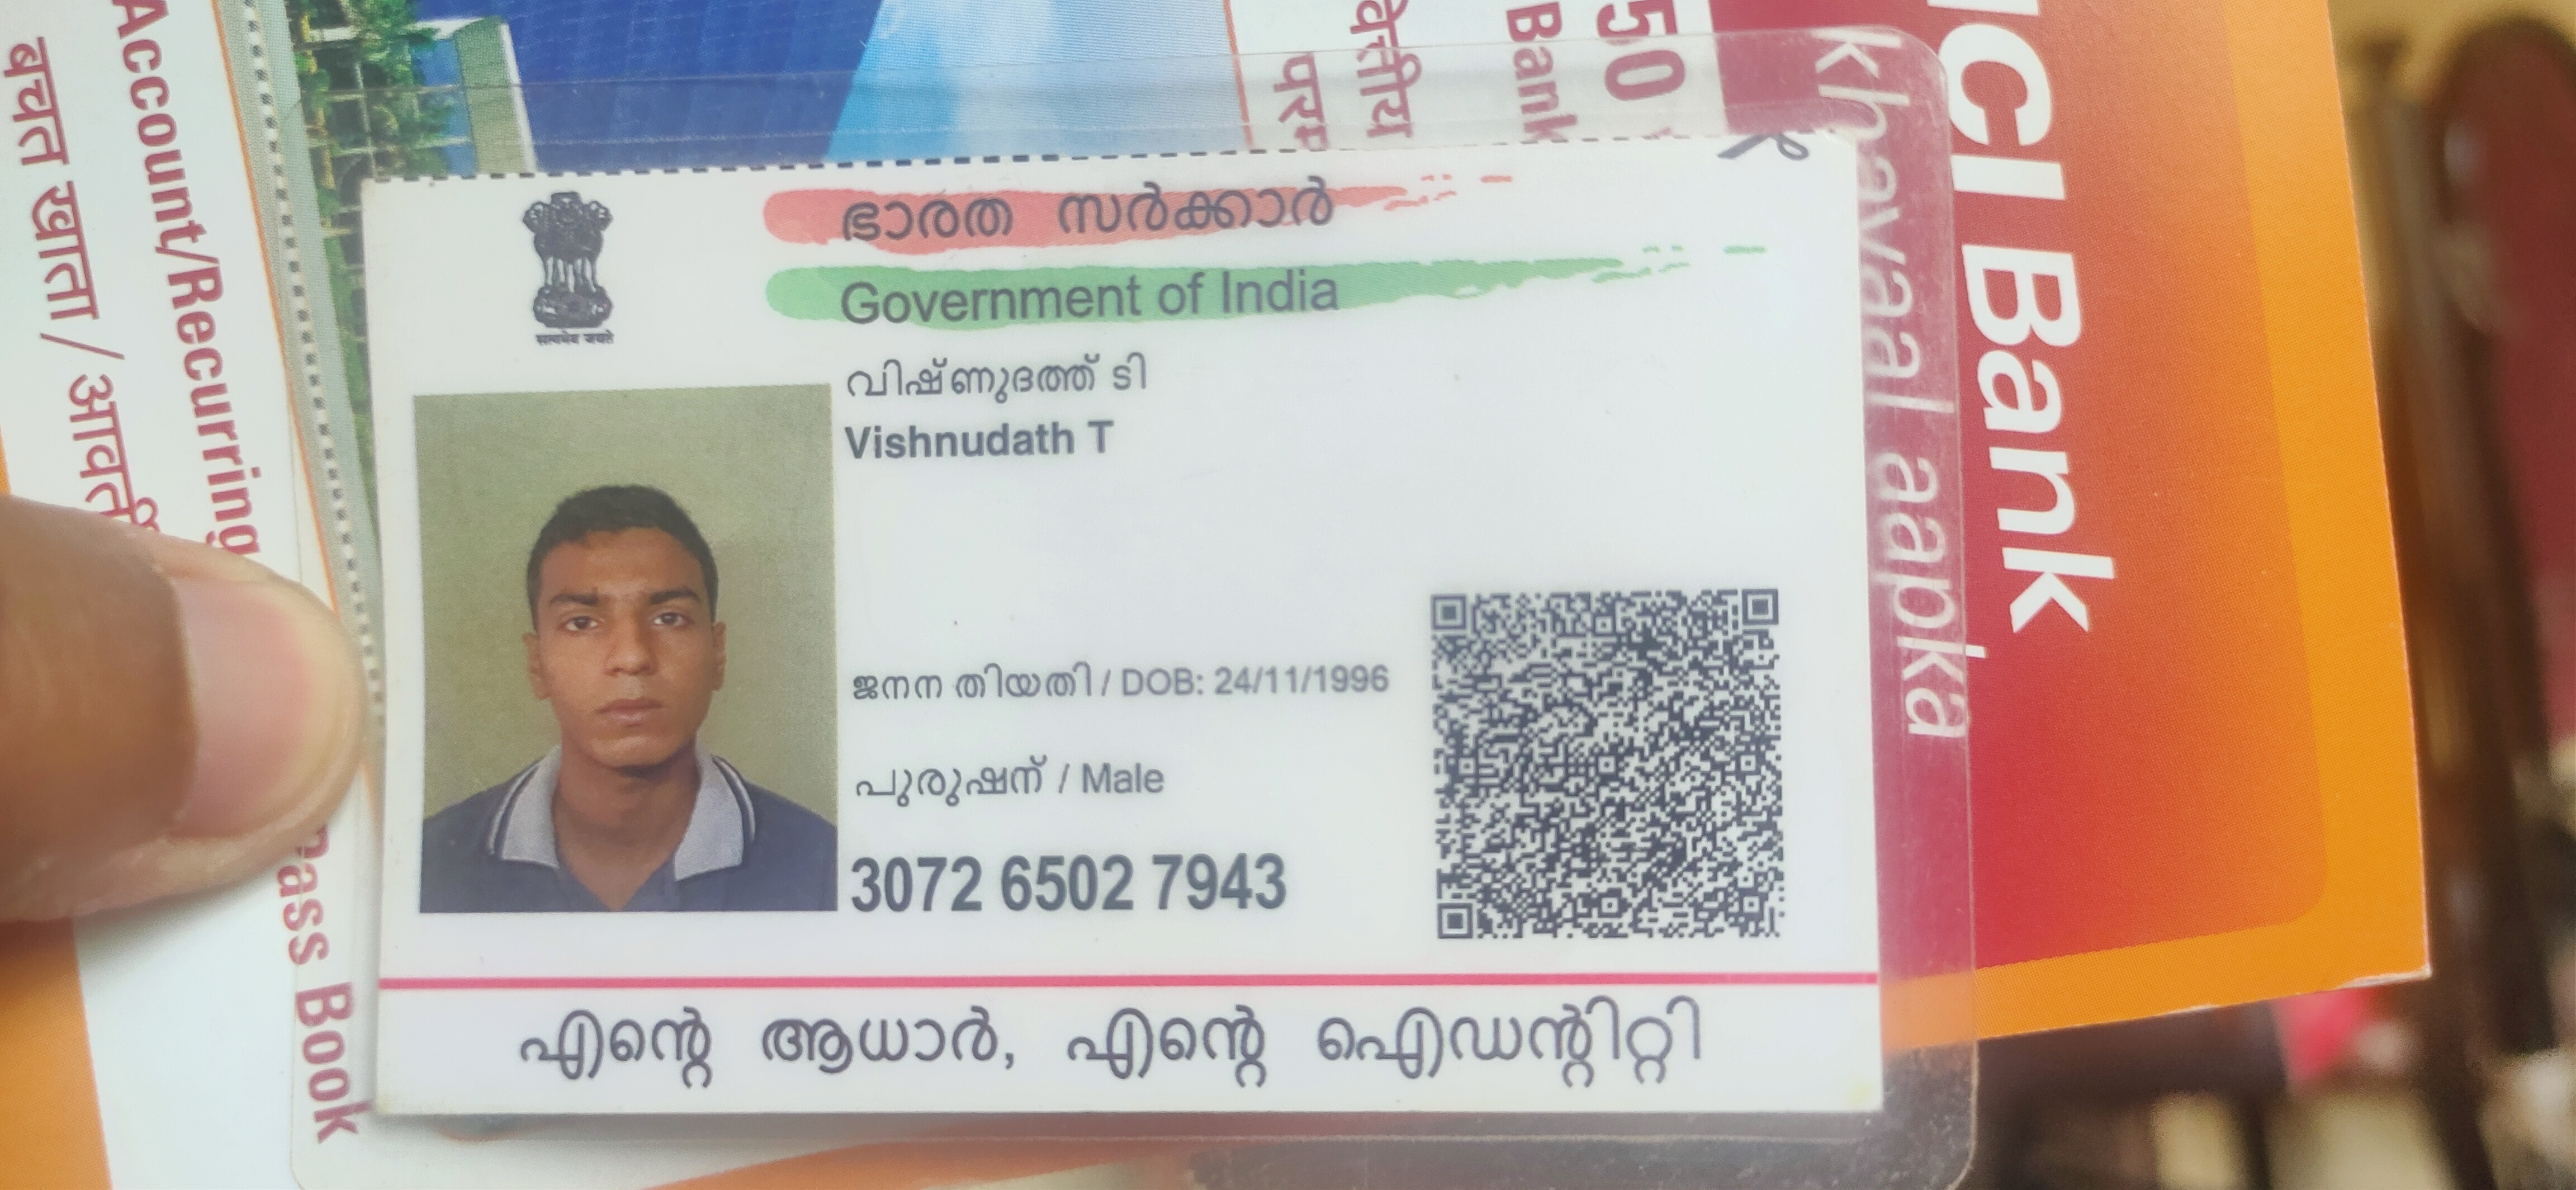 ഭാരത സർക്കാർ
Government of India
सत्यमेव जयते
വിഷ്ണുദത്ത് ടി
Vishnudath T
ജനന തിയതി / DOB: 24/11/1996
പുരുഷന് / Male
3072 6502 7943
എന്റെ ആധാർ, എന്റെ ഐഡന്റിറ്റി
बचत खाता / आवर्ती
Account/Recurring
Pass Book
वित्तीय
Bank
50
ICICI Bank
khayaal aapka